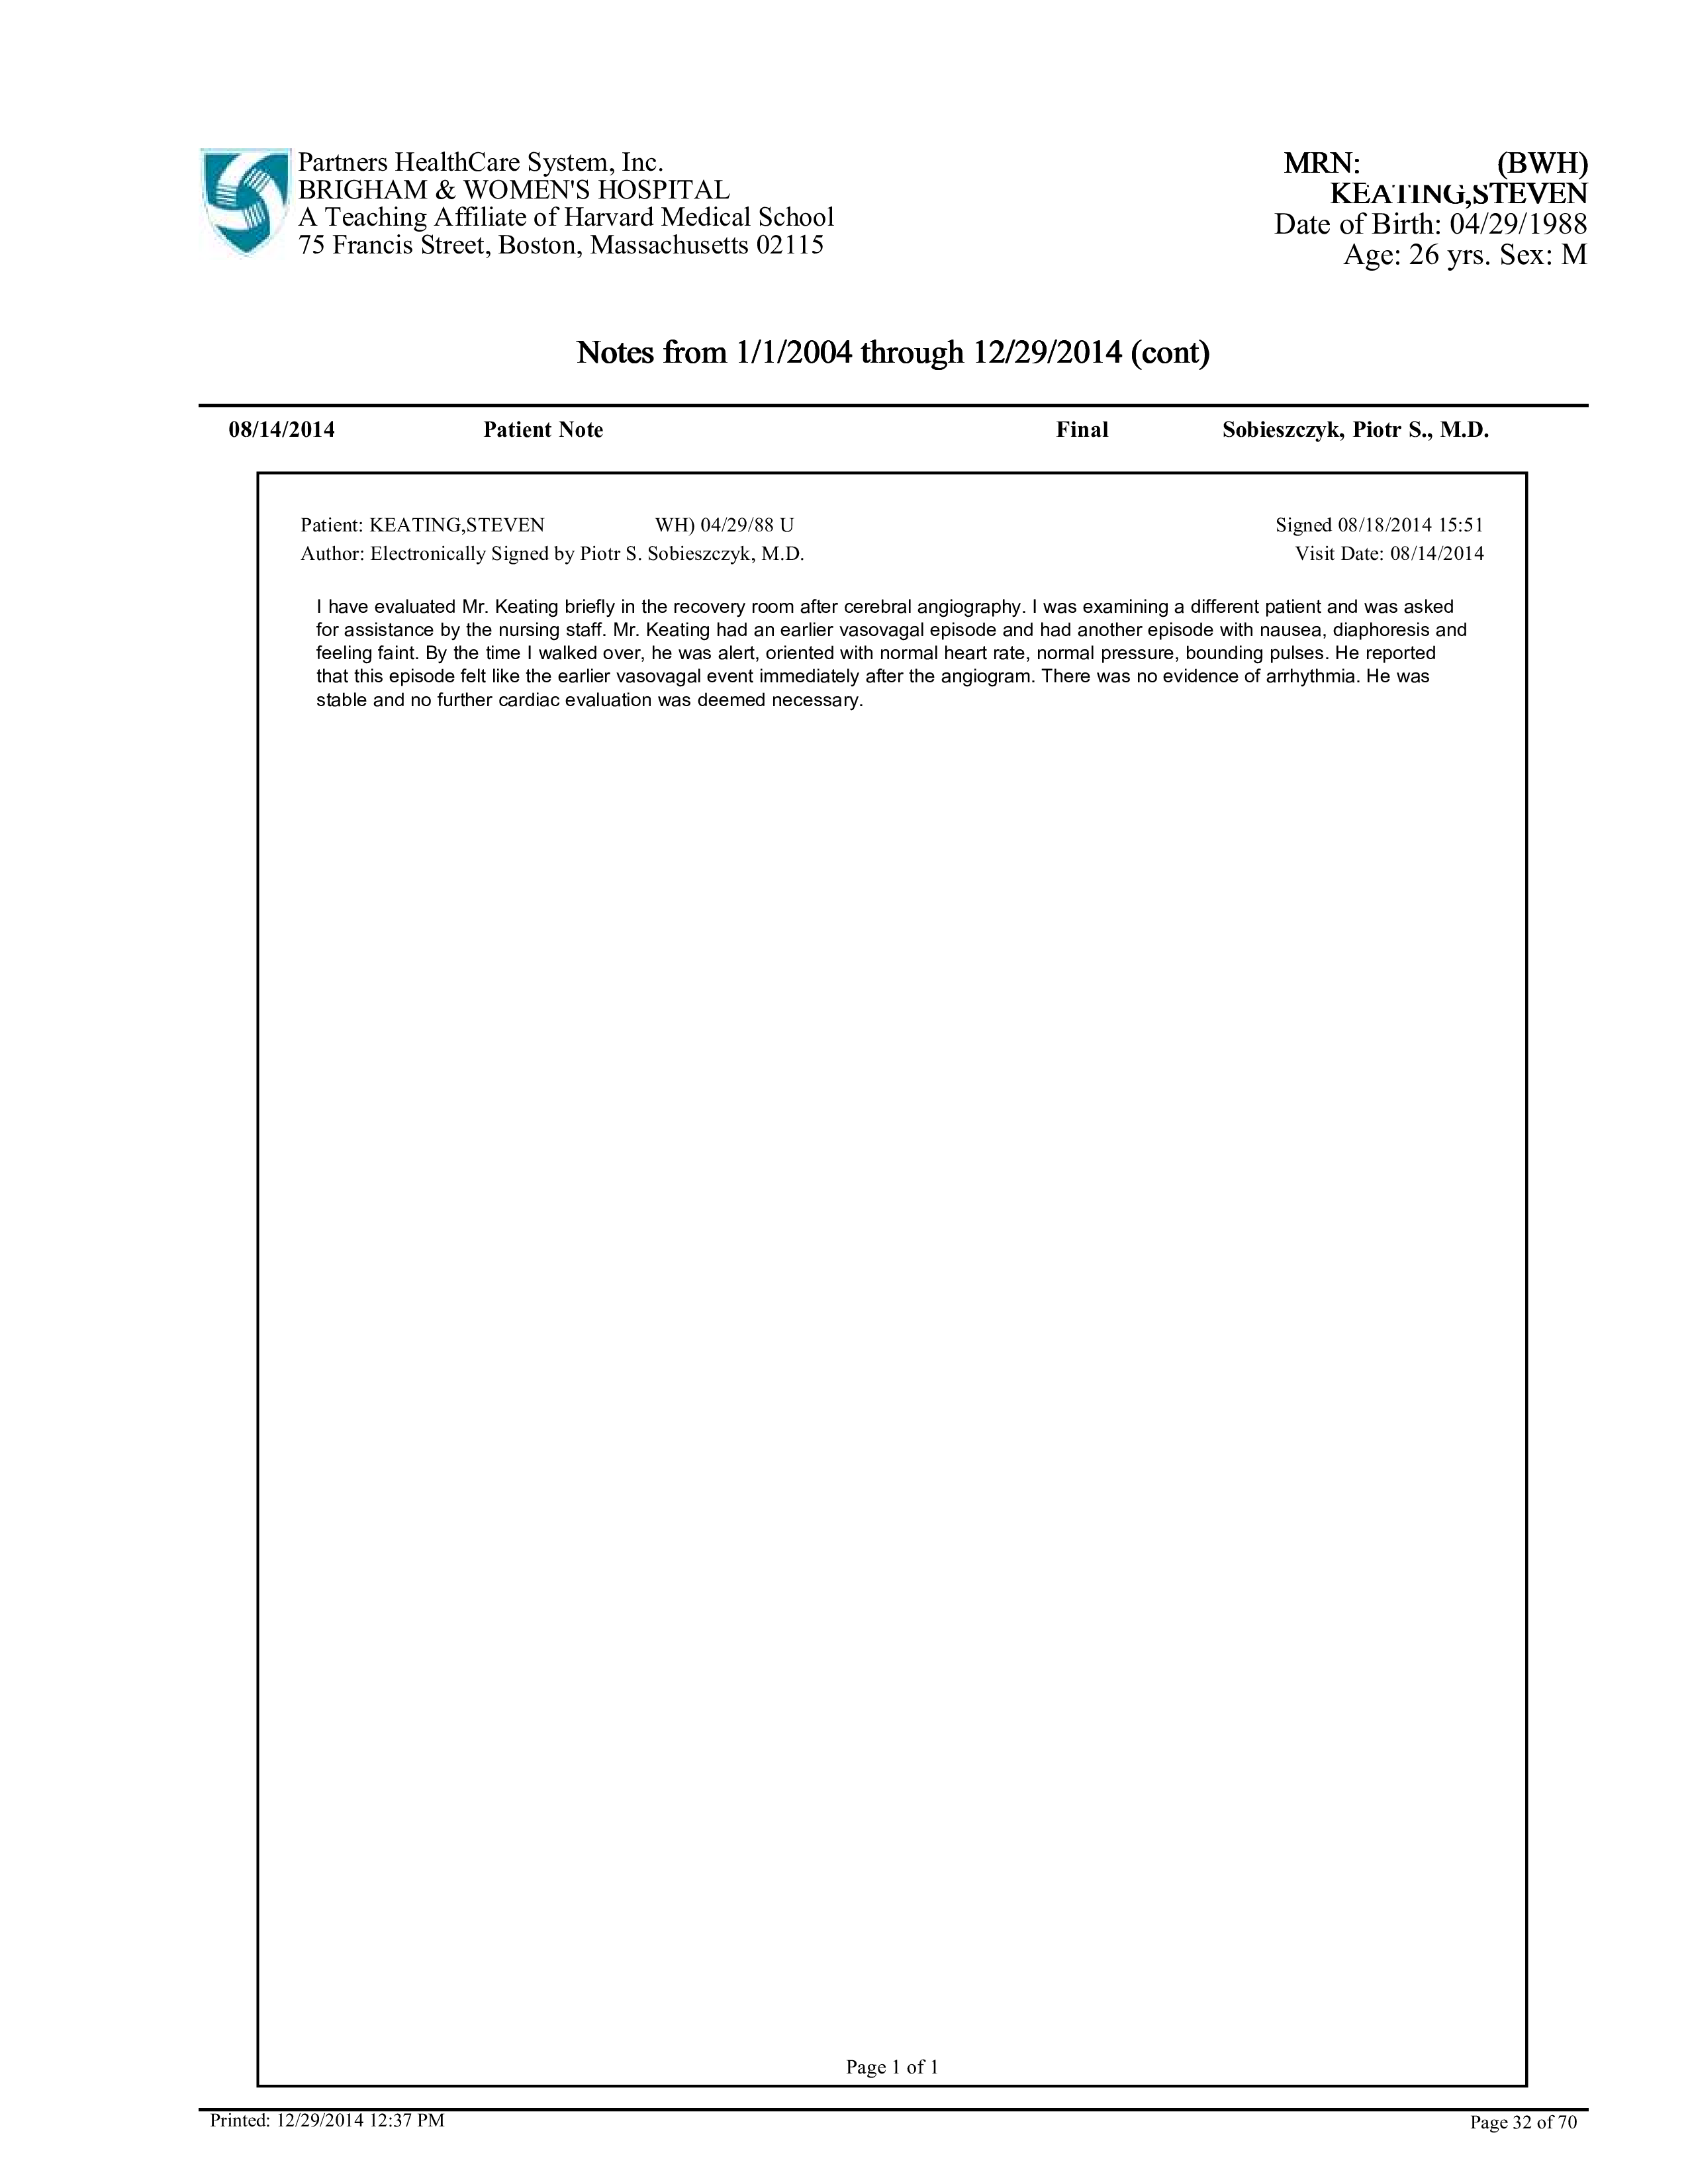 Partners HealthCare System, Inc.
BRIGHAM & WOMEN'S HOSPITAL
A Teaching Affiliate of Harvard Medical School
75 Francis Street, Boston, Massachusetts 02115
MRN: (BWH)
KEATING,STEVEN
Date of Birth: 04/29/1988
Age: 26 yrs. Sex: M
Notes from 1/1/2004 through 12/29/2014 (cont)
08/14/2014 Patient Note Final Sobieszczyk, Piotr S., M.D.
Patient: KEATING,STEVEN WH) 04/29/88 U Signed 08/18/2014 15:51
Author: Electronically Signed by Piotr S. Sobieszczyk, M.D. Visit Date: 08/14/2014
I have evaluated Mr. Keating briefly in the recovery room after cerebral angiography. I was examining a different patient and was asked
for assistance by the nursing staff. Mr. Keating had an earlier vasovagal episode and had another episode with nausea, diaphoresis and
feeling faint. By the time I walked over, he was alert, oriented with normal heart rate, normal pressure, bounding pulses. He reported
that this episode felt like the earlier vasovagal event immediately after the angiogram. There was no evidence of arrhythmia. He was
stable and no further cardiac evaluation was deemed necessary.
Page 1 of 1
Printed: 12/29/2014 12:37 PM Page 32 of 70